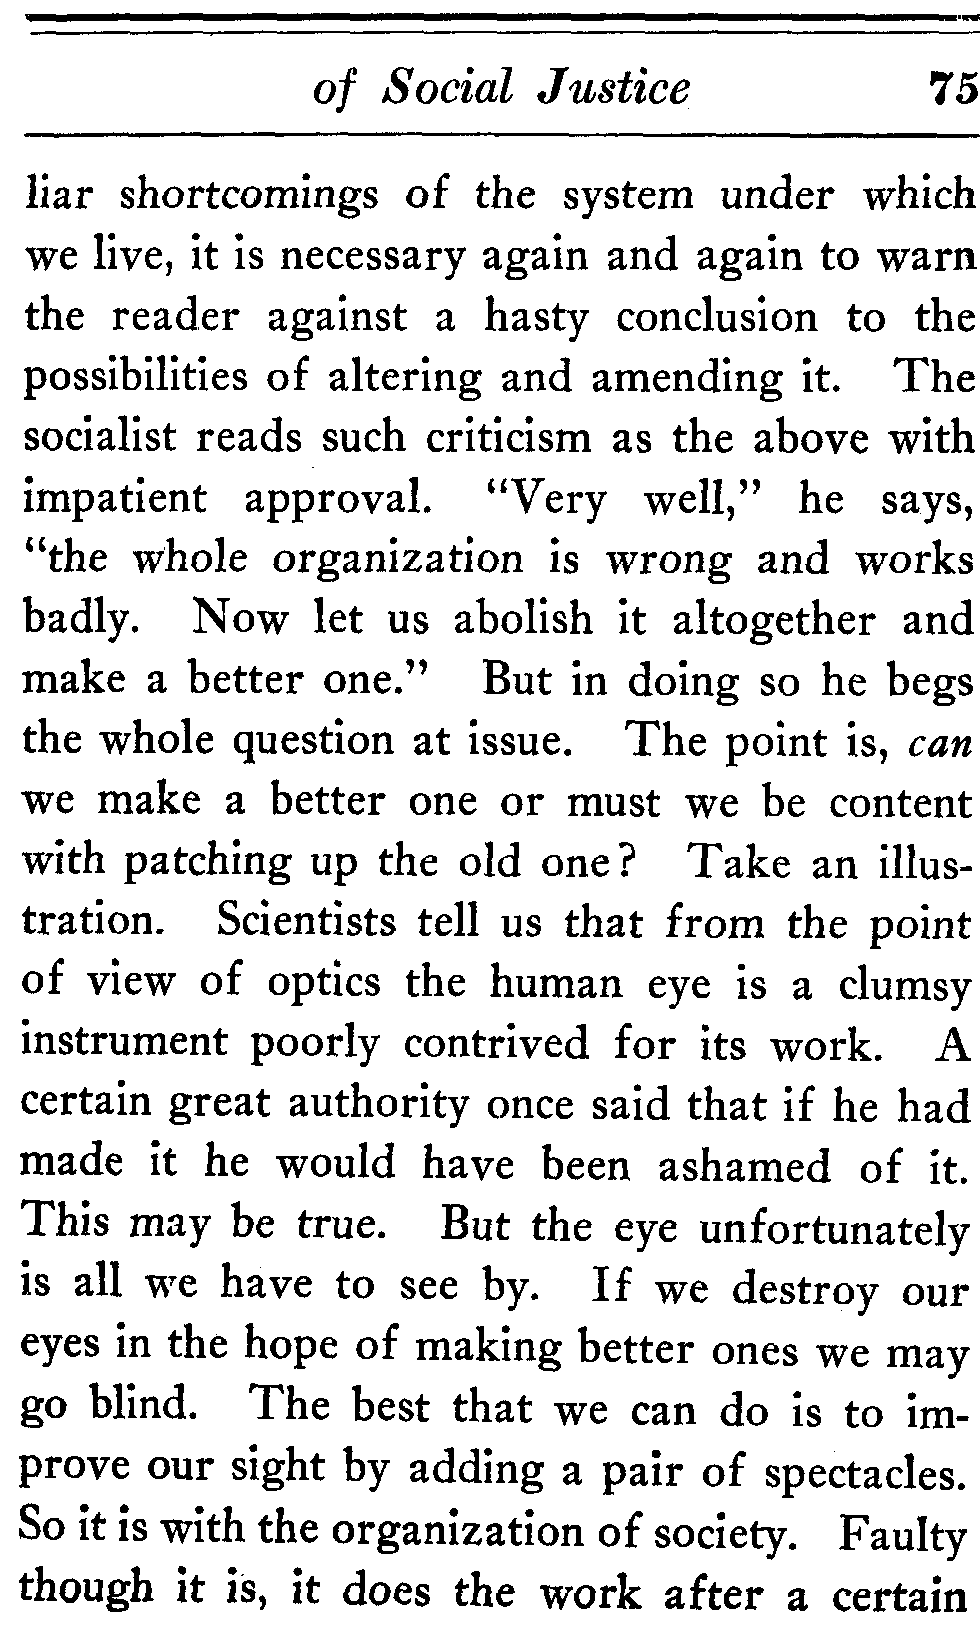 of Social Justice 75
liar shortcomings of the system under which
we live, it is necessary again and again to warn
the reader against a hasty conclusion to the
possibilities of altering and amending it. The
socialist reads such criticism as the above with
impatient approval. "Very well," he says,
"the whole organization is wrong and works
badly. Now let us abolish it altogether and
make a better one." But in doing so he begs
the whole question at issue. The point is, can
we make a better one or must we be content
with patching up the old one? Take an illus-
tration. Scientists tell us that from the point
of view of optics the human eye is a clumsy
instrument poorly contrived for its work. A
certain great authority once said that if he had
made it he would have been ashamed of it.
This may be true. But the eye unfortunately
is all we have to see by. If we destroy our
eyes in the hope of making better ones we may
go blind. The best that we can do is to im-
prove our sight by adding a pair of spectacles.
So it is with the organization of society. Faulty
though it is, it does the work after a certain